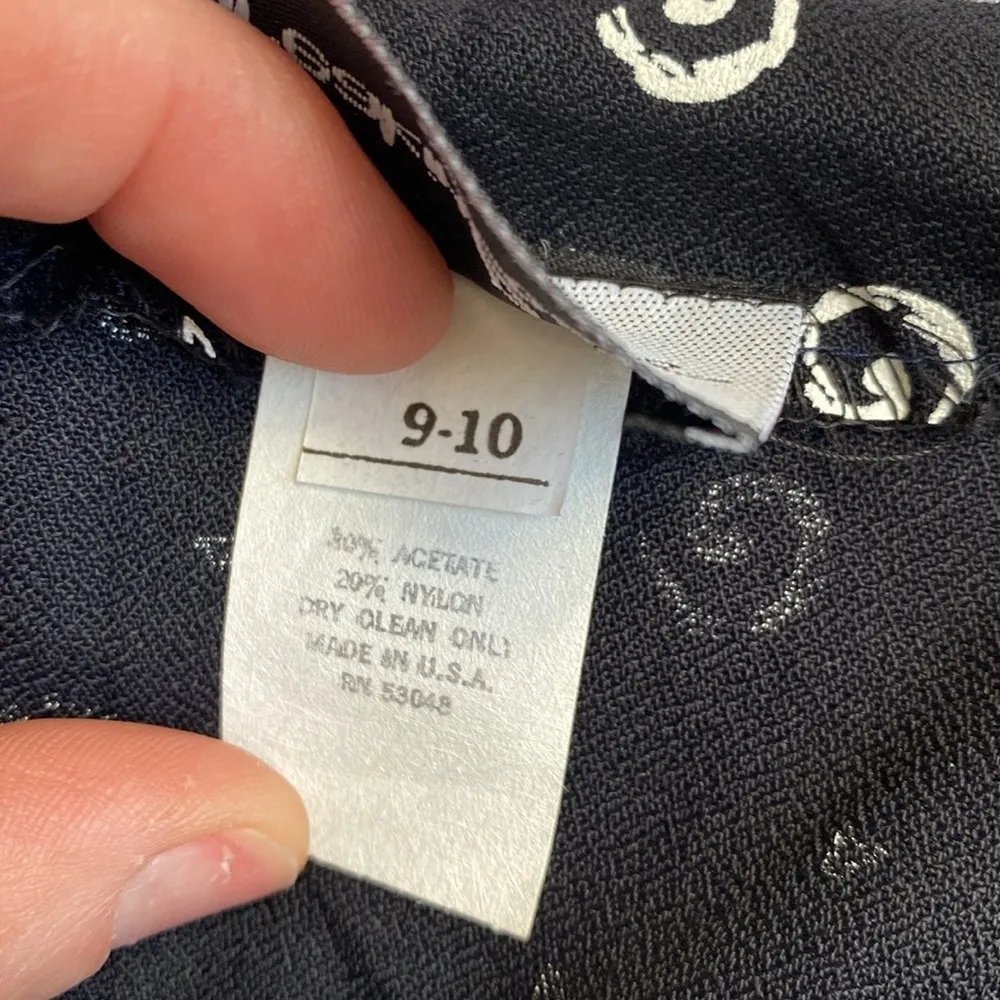 9-10
80% ACETATE
20% NYLON
DRY CLEAN ONLY
MADE IN U.S.A.
RN 53048